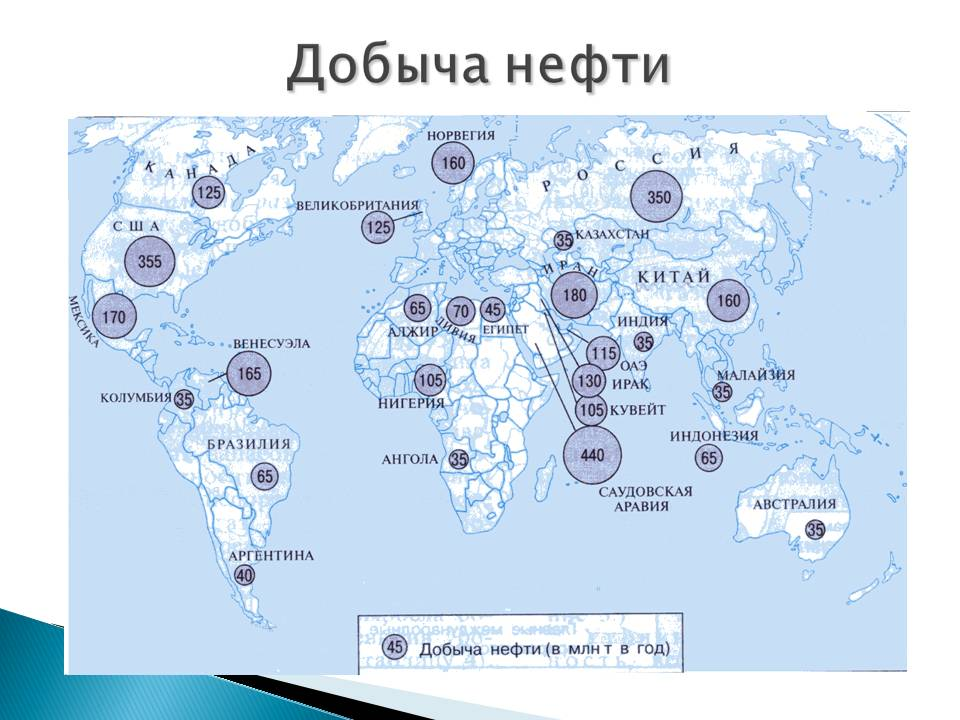 Добыча нефти
НОРВЕГИЯ
160
КАНАДА
125
РОССИЯ
350
ВЕЛИКОБРИТАНИЯ
125
США
355
35
КАЗАХСТАН
ИРАН
180
КИТАЙ
160
МЕКСИКА
170
65
АЛЖИР
70
ЛИВИЯ
45
ЕГИПЕТ
ИНДИЯ
35
115
ОАЭ
ВЕНЕСУЭЛА
165
130 ИРАК
105
НИГЕРИЯ
МАЛАЙЗИЯ
35
КОЛУМБИЯ 35
105 КУВЕЙТ
БРАЗИЛИЯ
65
АНГОЛА 35
440
САУДОВСКАЯ
АРАВИЯ
ИНДОНЕЗИЯ
65
АВСТРАЛИЯ
35
АРГЕНТИНА
40
45 Добыча нефти (в млн т в год)